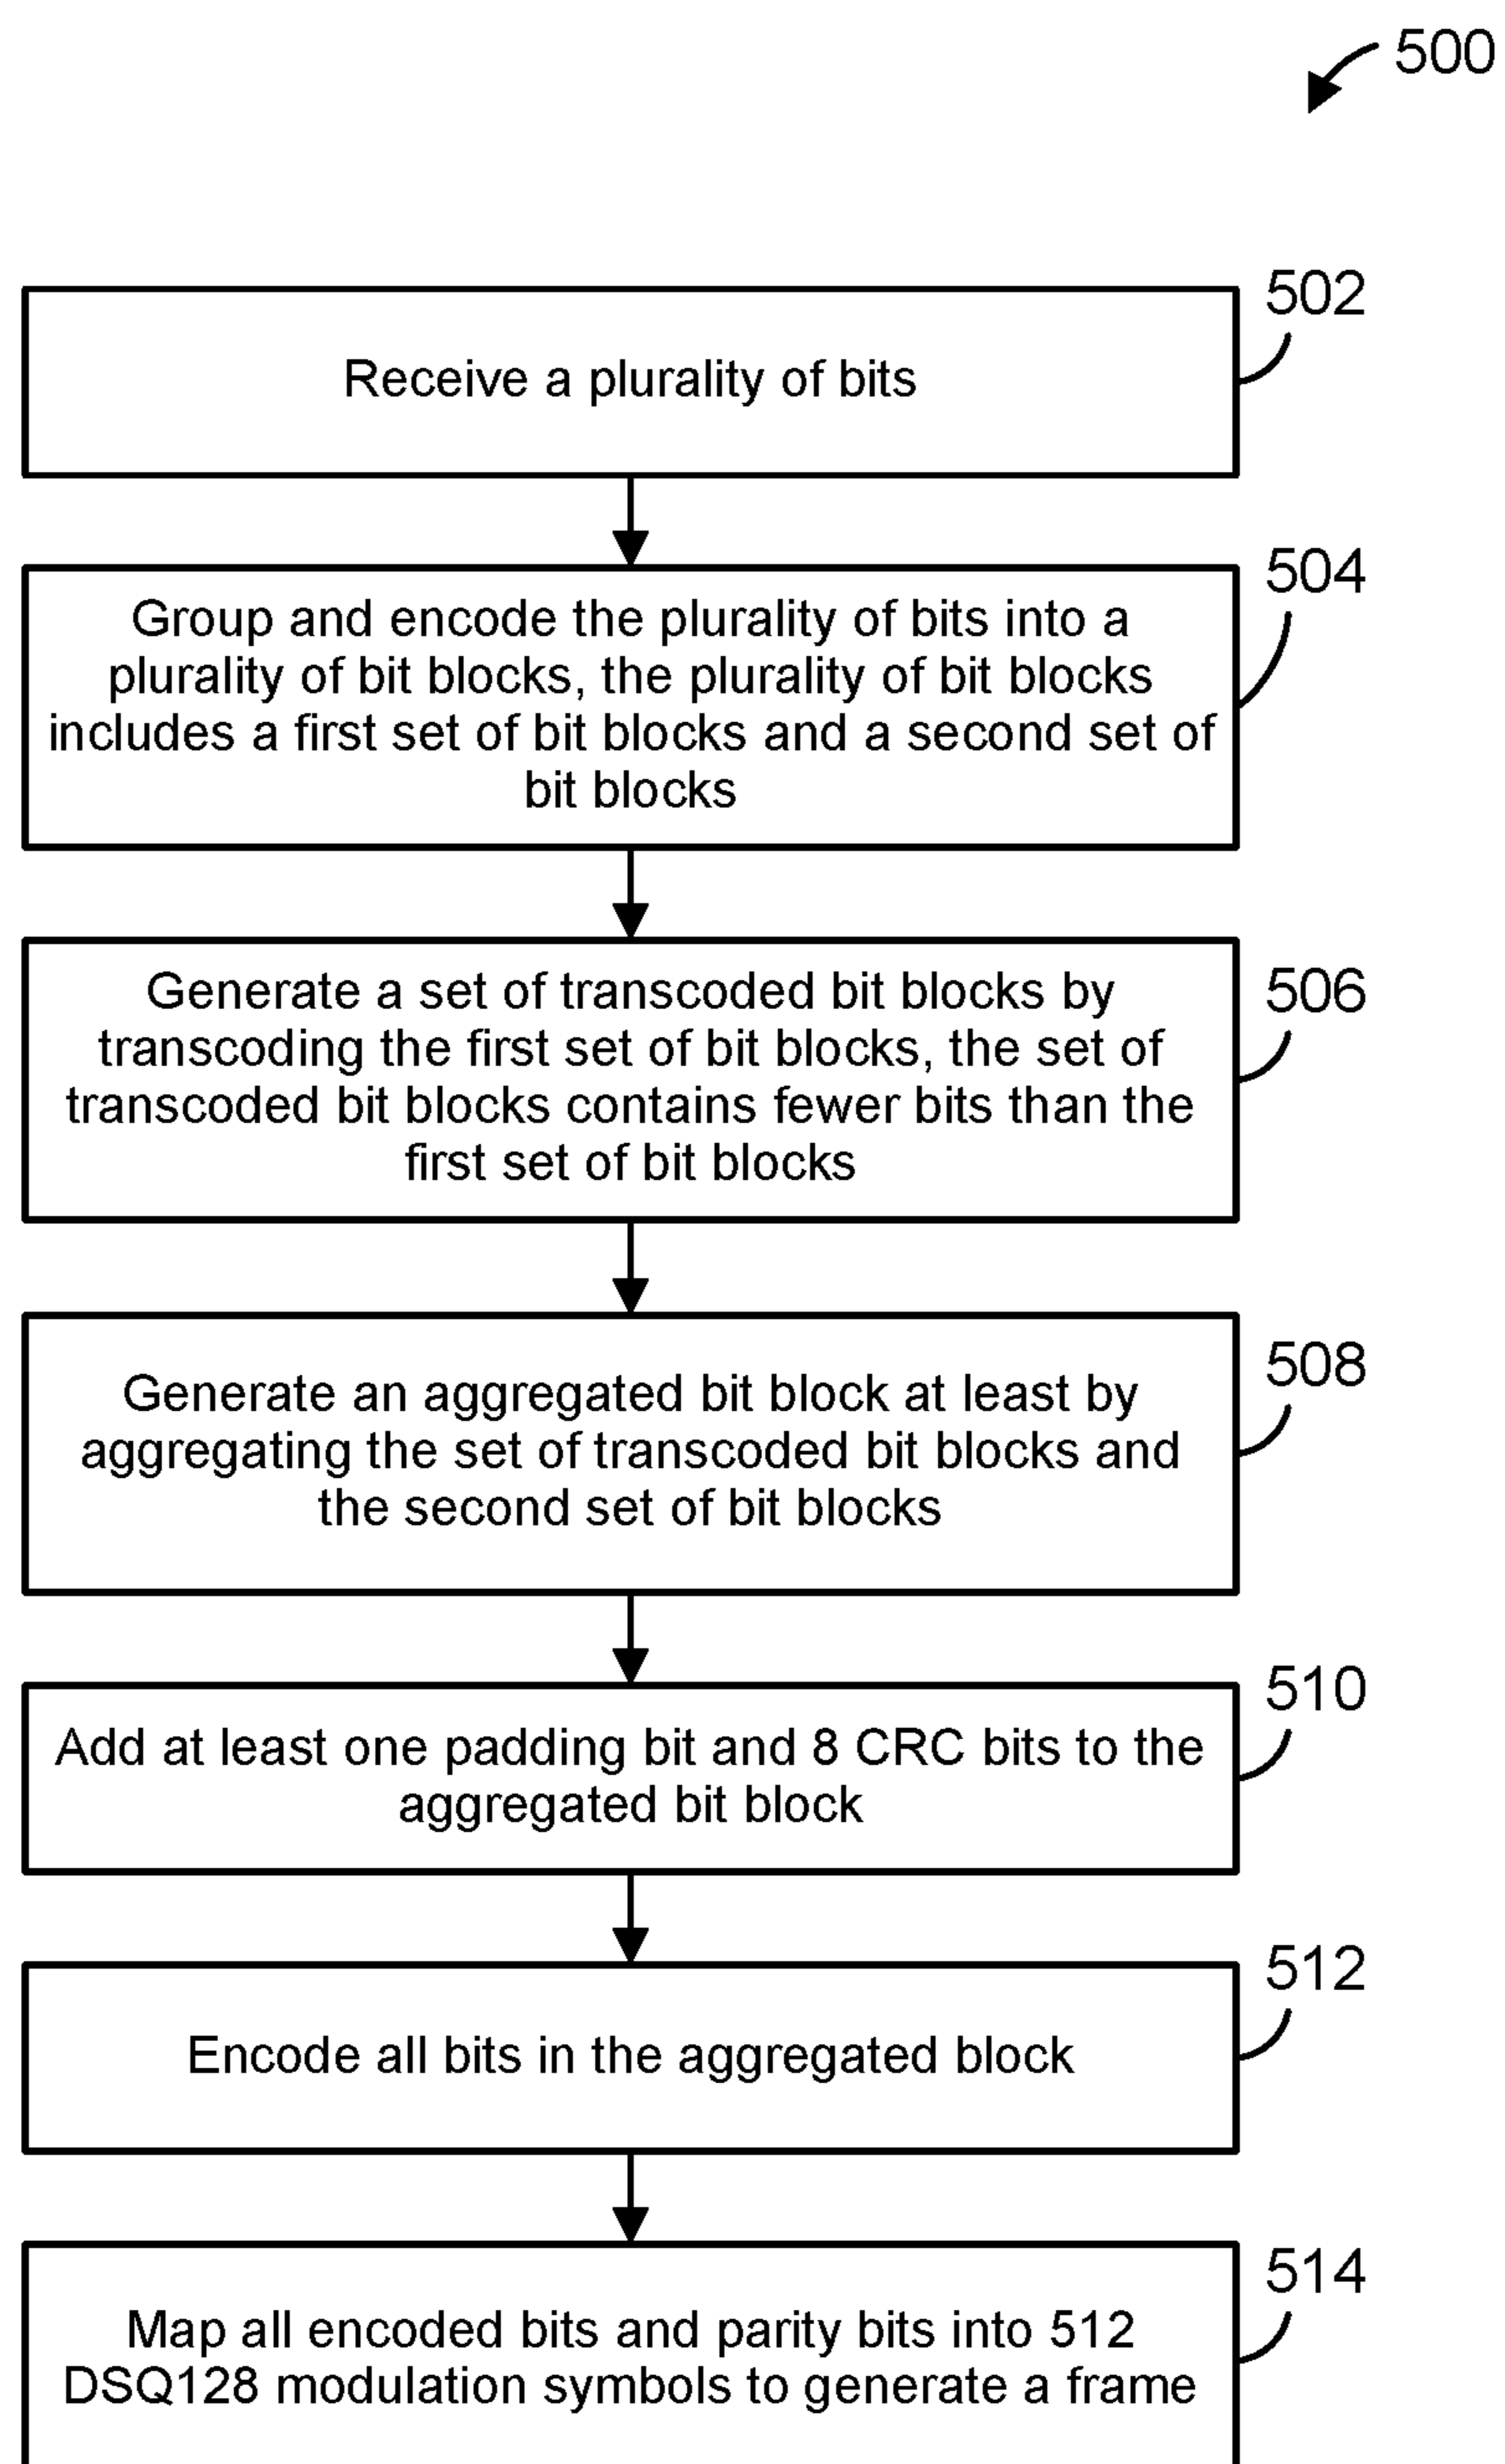 500
502
Receive a plurality of bits
504
Group and encode the plurality of bits into a
plurality of bit blocks, the plurality of bit blocks
includes a first set of bit blocks and a second set of
bit blocks
506
Generate a set of transcoded bit blocks by
transcoding the first set of bit blocks, the set of
transcoded bit blocks contains fewer bits than the
first set of bit blocks
508
Generate an aggregated bit block at least by
aggregating the set of transcoded bit blocks and
the second set of bit blocks
510
Add at least one padding bit and 8 CRC bits to the
aggregated bit block
512
Encode all bits in the aggregated block
514
Map all encoded bits and parity bits into 512
DSQ128 modulation symbols to generate a frame